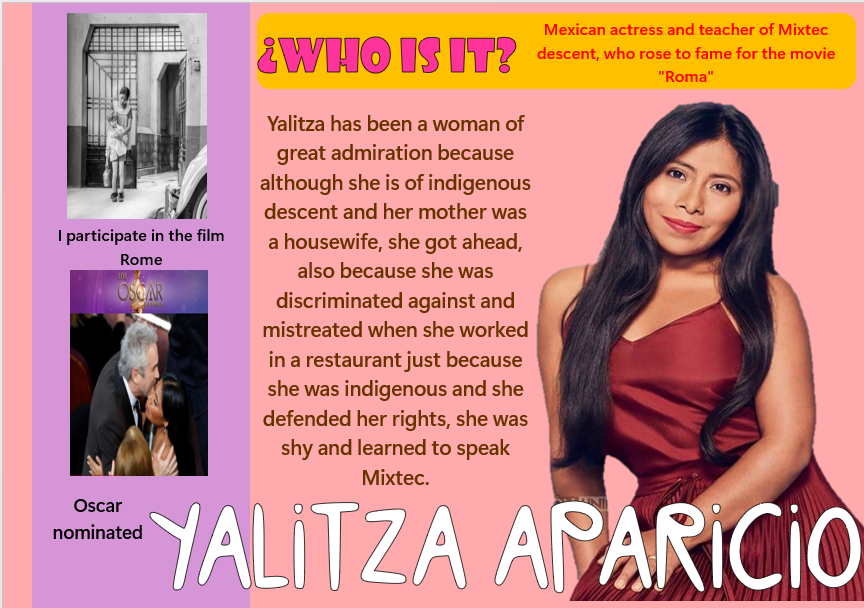 ¿WHO IS IT?
Mexican actress and teacher of Mixtec
descent, who rose to fame for the movie
"Roma"
I participate in the film
Rome
OSCAR
Oscar
nominated
Yalitza has been a woman of
great admiration because
although she is of indigenous
descent and her mother was
a housewife, she got ahead,
also because she was
discriminated against and
mistreated when she worked
in a restaurant just because
she was indigenous and she
defended her rights, she was
shy and learned to speak
Mixtec.
YALiTZA APARiCiO